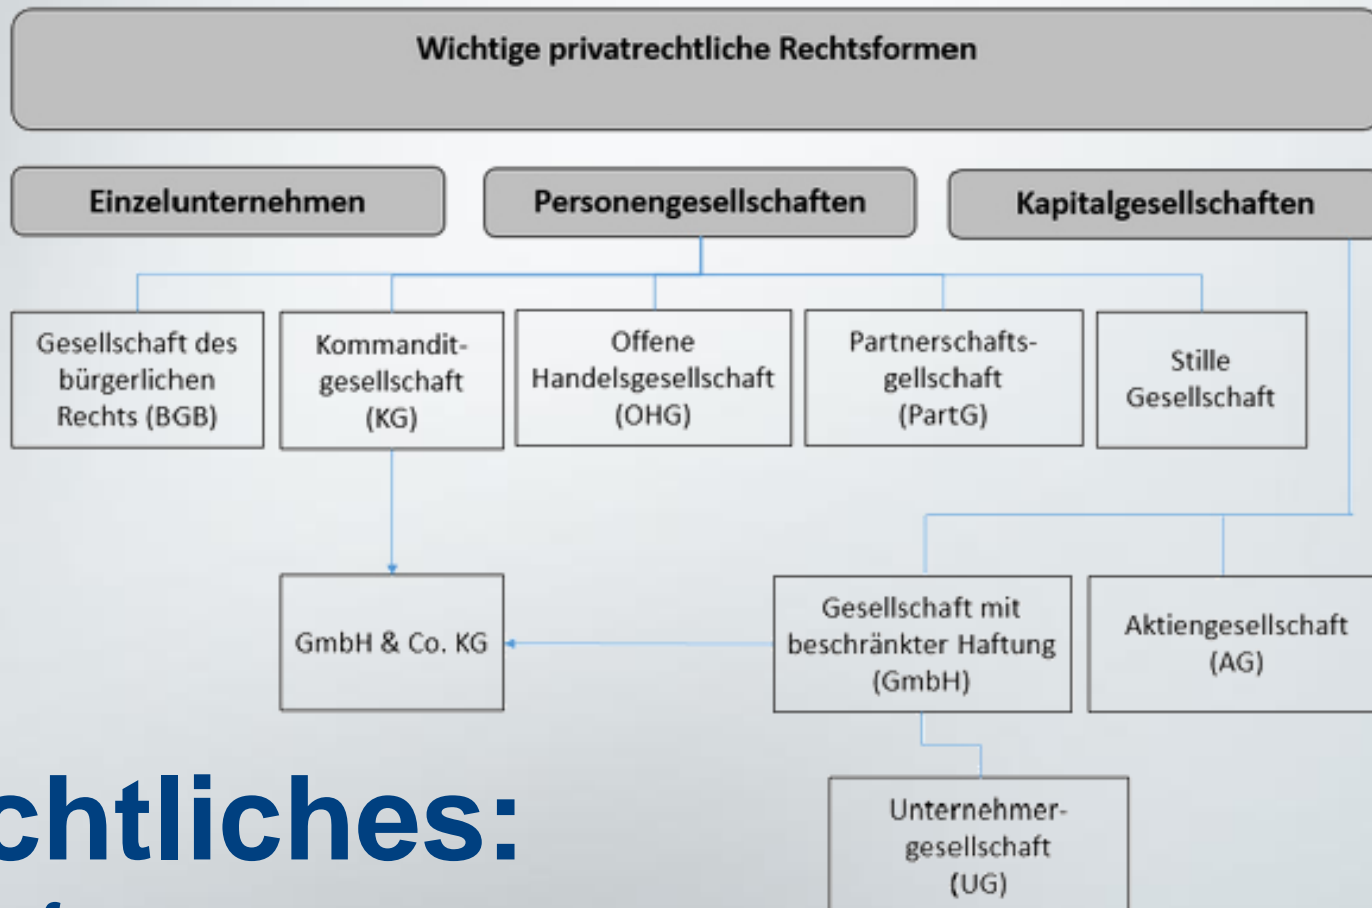 Wichtige privatrechtliche Rechtsformen
Einzelunternehmen
Personengesellschaften
Kapitalgesellschaften
Gesellschaft des
bürgerlichen
Rechts (BGB)
Kommandit-
gesellschaft
(KG)
Offene
Handelsgesellschaft
(OHG)
Partnerschafts-
gellschaft
(PartG)
Stille
Gesellschaft
GmbH & Co. KG
Gesellschaft mit
beschränkter Haftung
(GmbH)
Aktiengesellschaft
(AG)
Unternehmer-
gesellschaft
(UG)
chtliches: